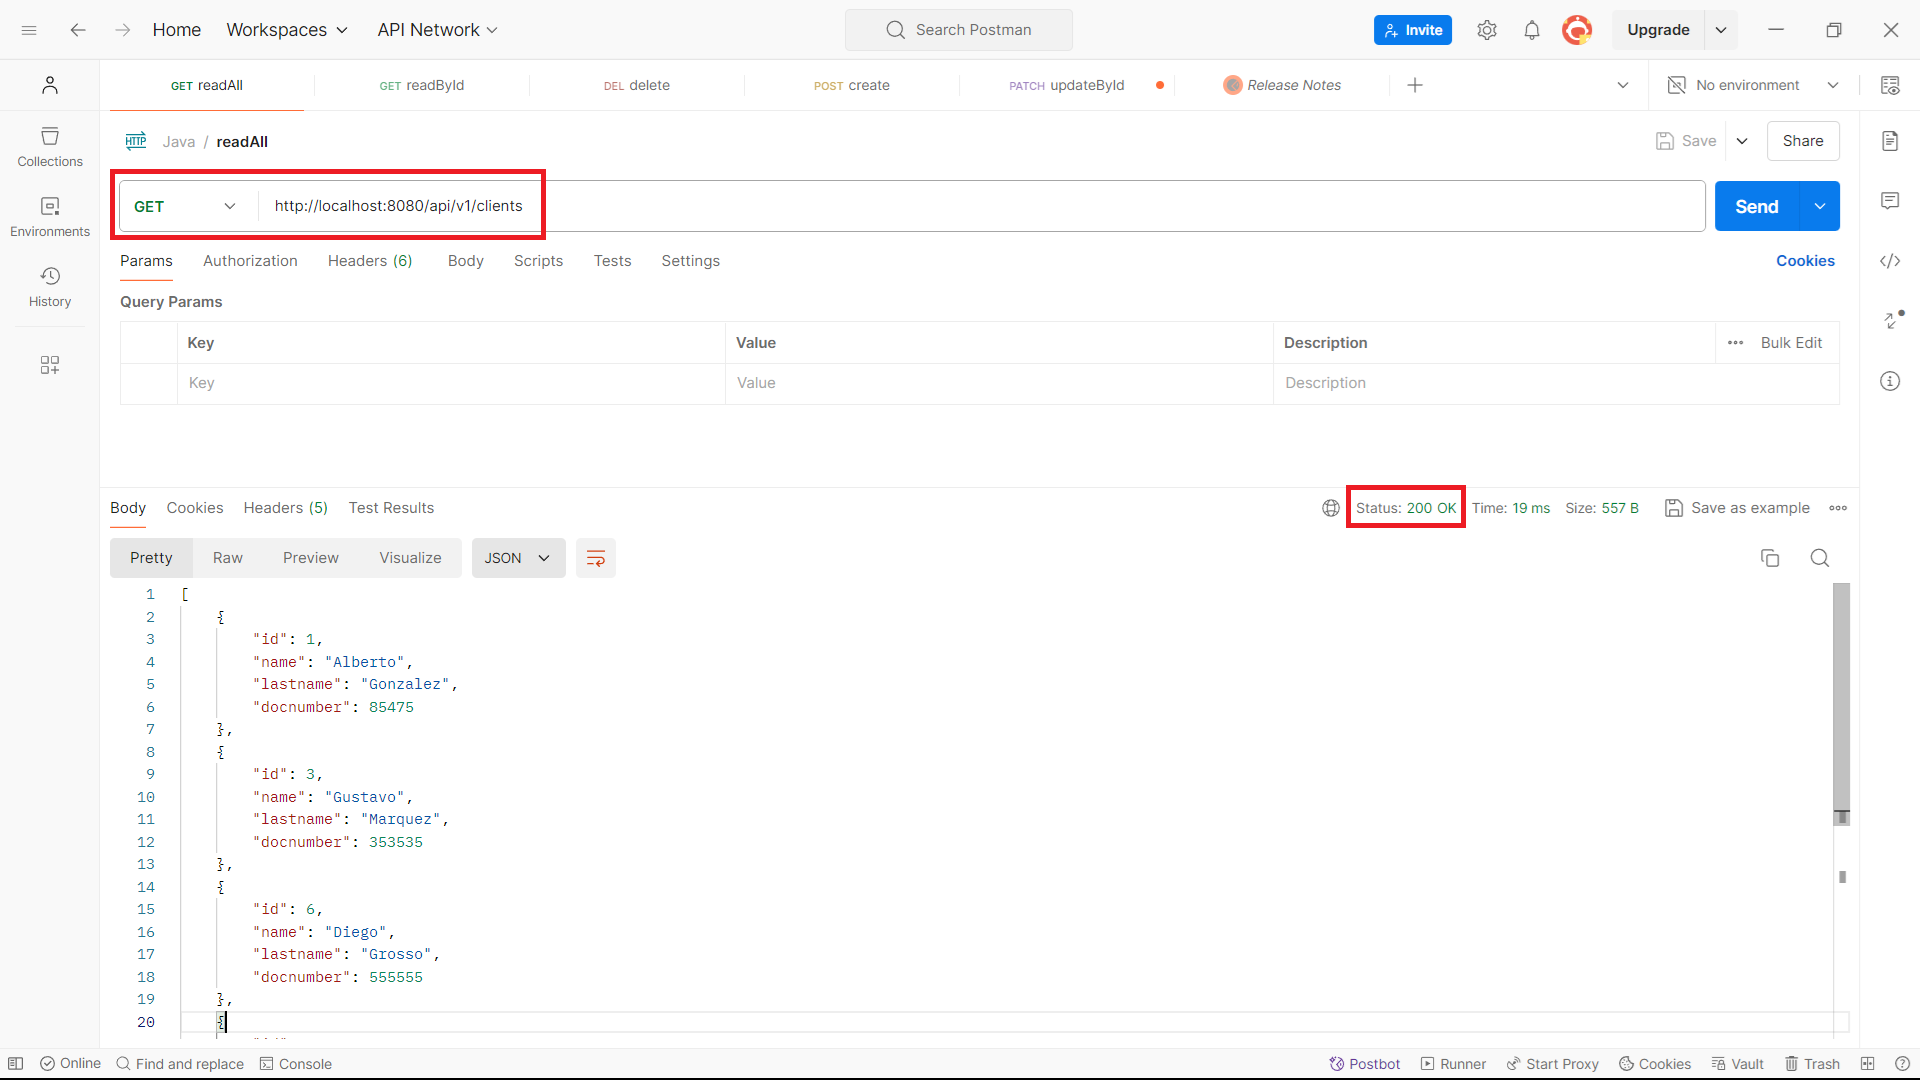 Home Workspaces API Network Search Postman Invite Upgrade
GET readAll GET readById DEL delete POST create PATCH updateById Release Notes No environment
HTTP Java / readAll Save Share
Collections
GET http://localhost:8080/api/v1/clients Send
Environments
Params Authorization Headers (6) Body Scripts Tests Settings Cookies
History
Query Params
Key Value Description Bulk Edit
Key Value Description
Body Cookies Headers (5) Test Results Status: 200 OK Time: 19 ms Size: 557 B Save as example
Pretty Raw Preview Visualize JSON
1 [
2 {
3 "id": 1,
4 "name": "Alberto",
5 "lastname": "Gonzalez",
6 "docnumber": 85475
7 },
8 {
9 "id": 3,
10 "name": "Gustavo",
11 "lastname": "Marquez",
12 "docnumber": 353535
13 },
14 {
15 "id": 6,
16 "name": "Diego",
17 "lastname": "Grosso",
18 "docnumber": 555555
19 },
20 {
Online Find and replace Console Postbot Runner Start Proxy Cookies Vault Trash